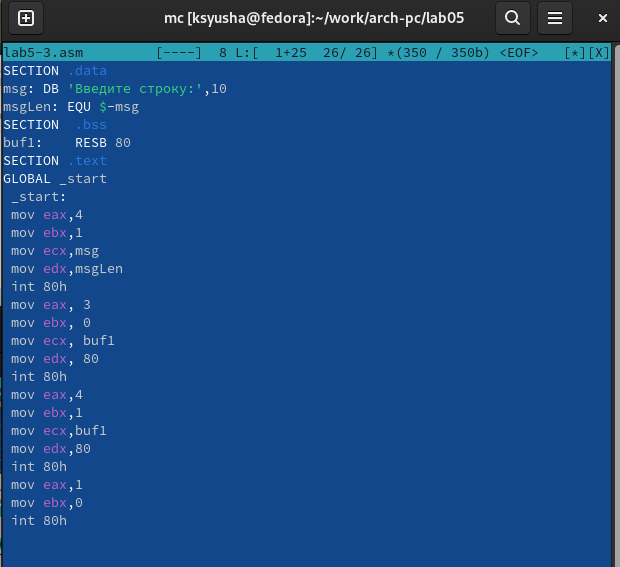 mc [ksyusha@fedora]:~/work/arch-pc/lab05
lab5-3.asm [----] 8 L:[ 1+25 26/ 26] *(350 / 350b) <EOF> [*][X]
SECTION .data
msg: DB 'Введите строку:',10
msgLen: EQU $-msg
SECTION .bss
buf1: RESB 80
SECTION .text
GLOBAL _start
_start:
mov eax,4
mov ebx,1
mov ecx,msg
mov edx,msgLen
int 80h
mov eax, 3
mov ebx, 0
mov ecx, buf1
mov edx, 80
int 80h
mov eax,4
mov ebx,1
mov ecx,buf1
mov edx,80
int 80h
mov eax,1
mov ebx,0
int 80h